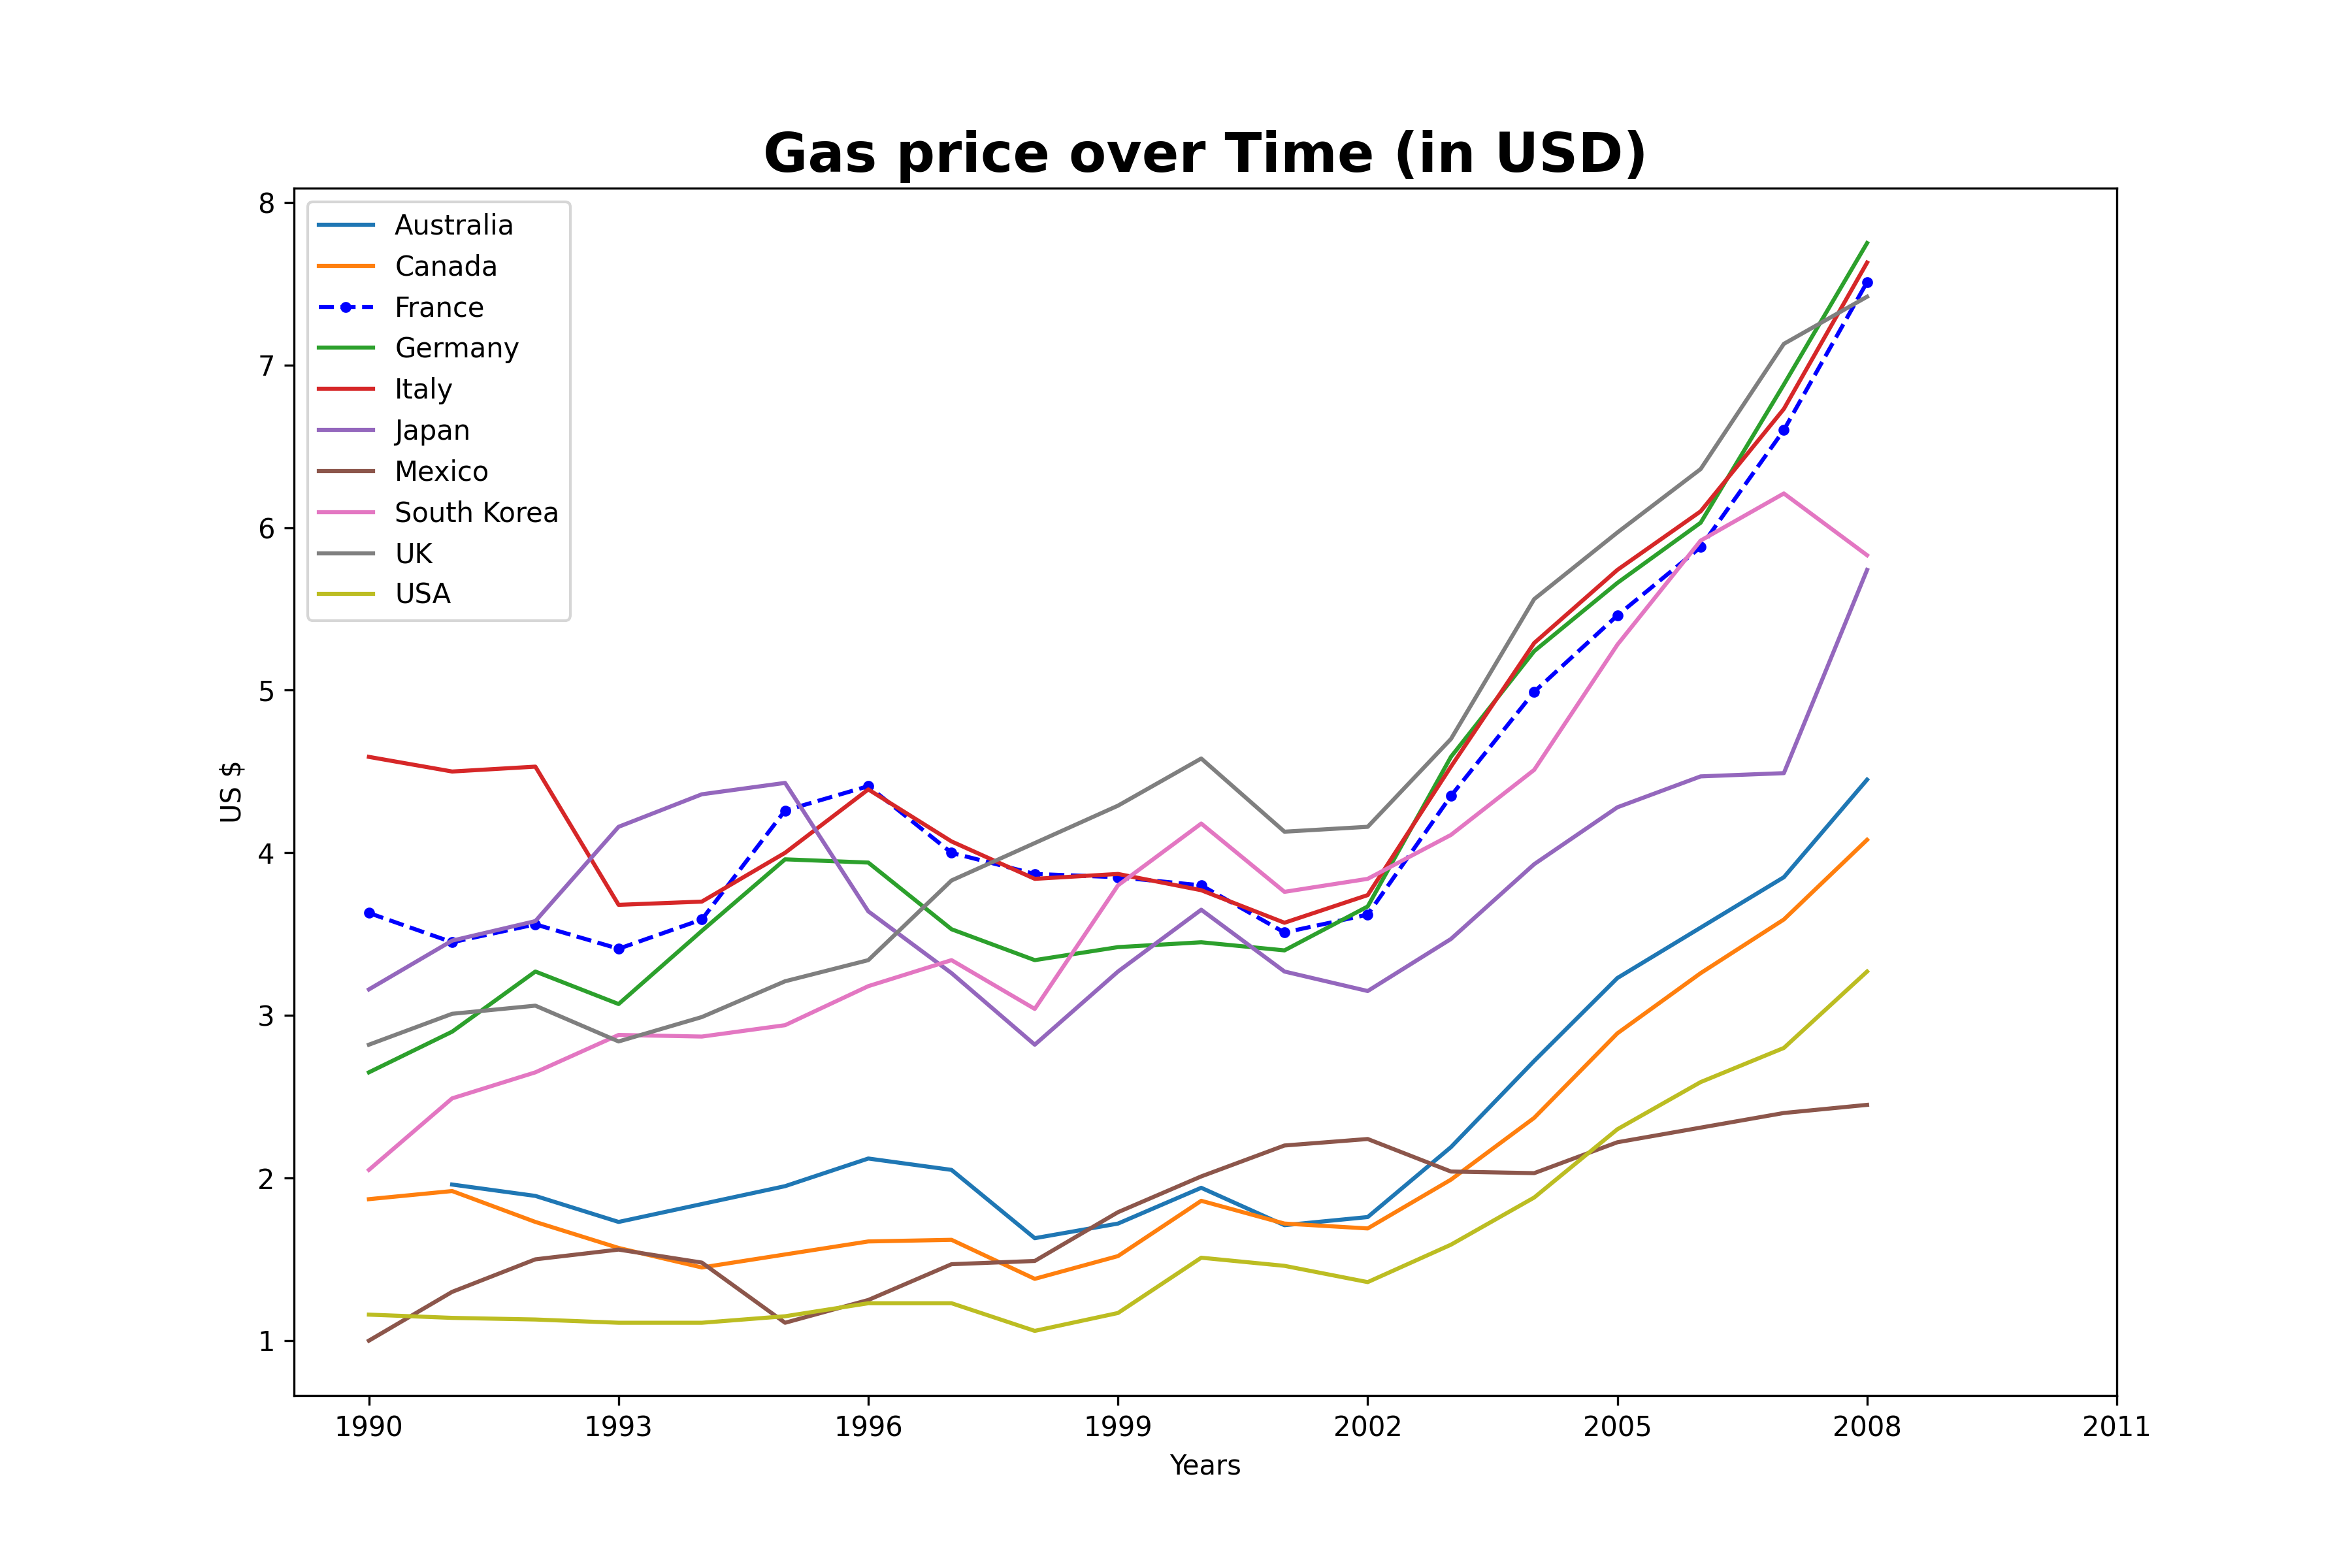 Gas price over Time (in USD)
8
7
6
5
4
3
2
1
US $
Australia
Canada
France
Germany
Italy
Japan
Mexico
South Korea
UK
USA
1990 1993 1996 1999 2002 2005 2008 2011
Years